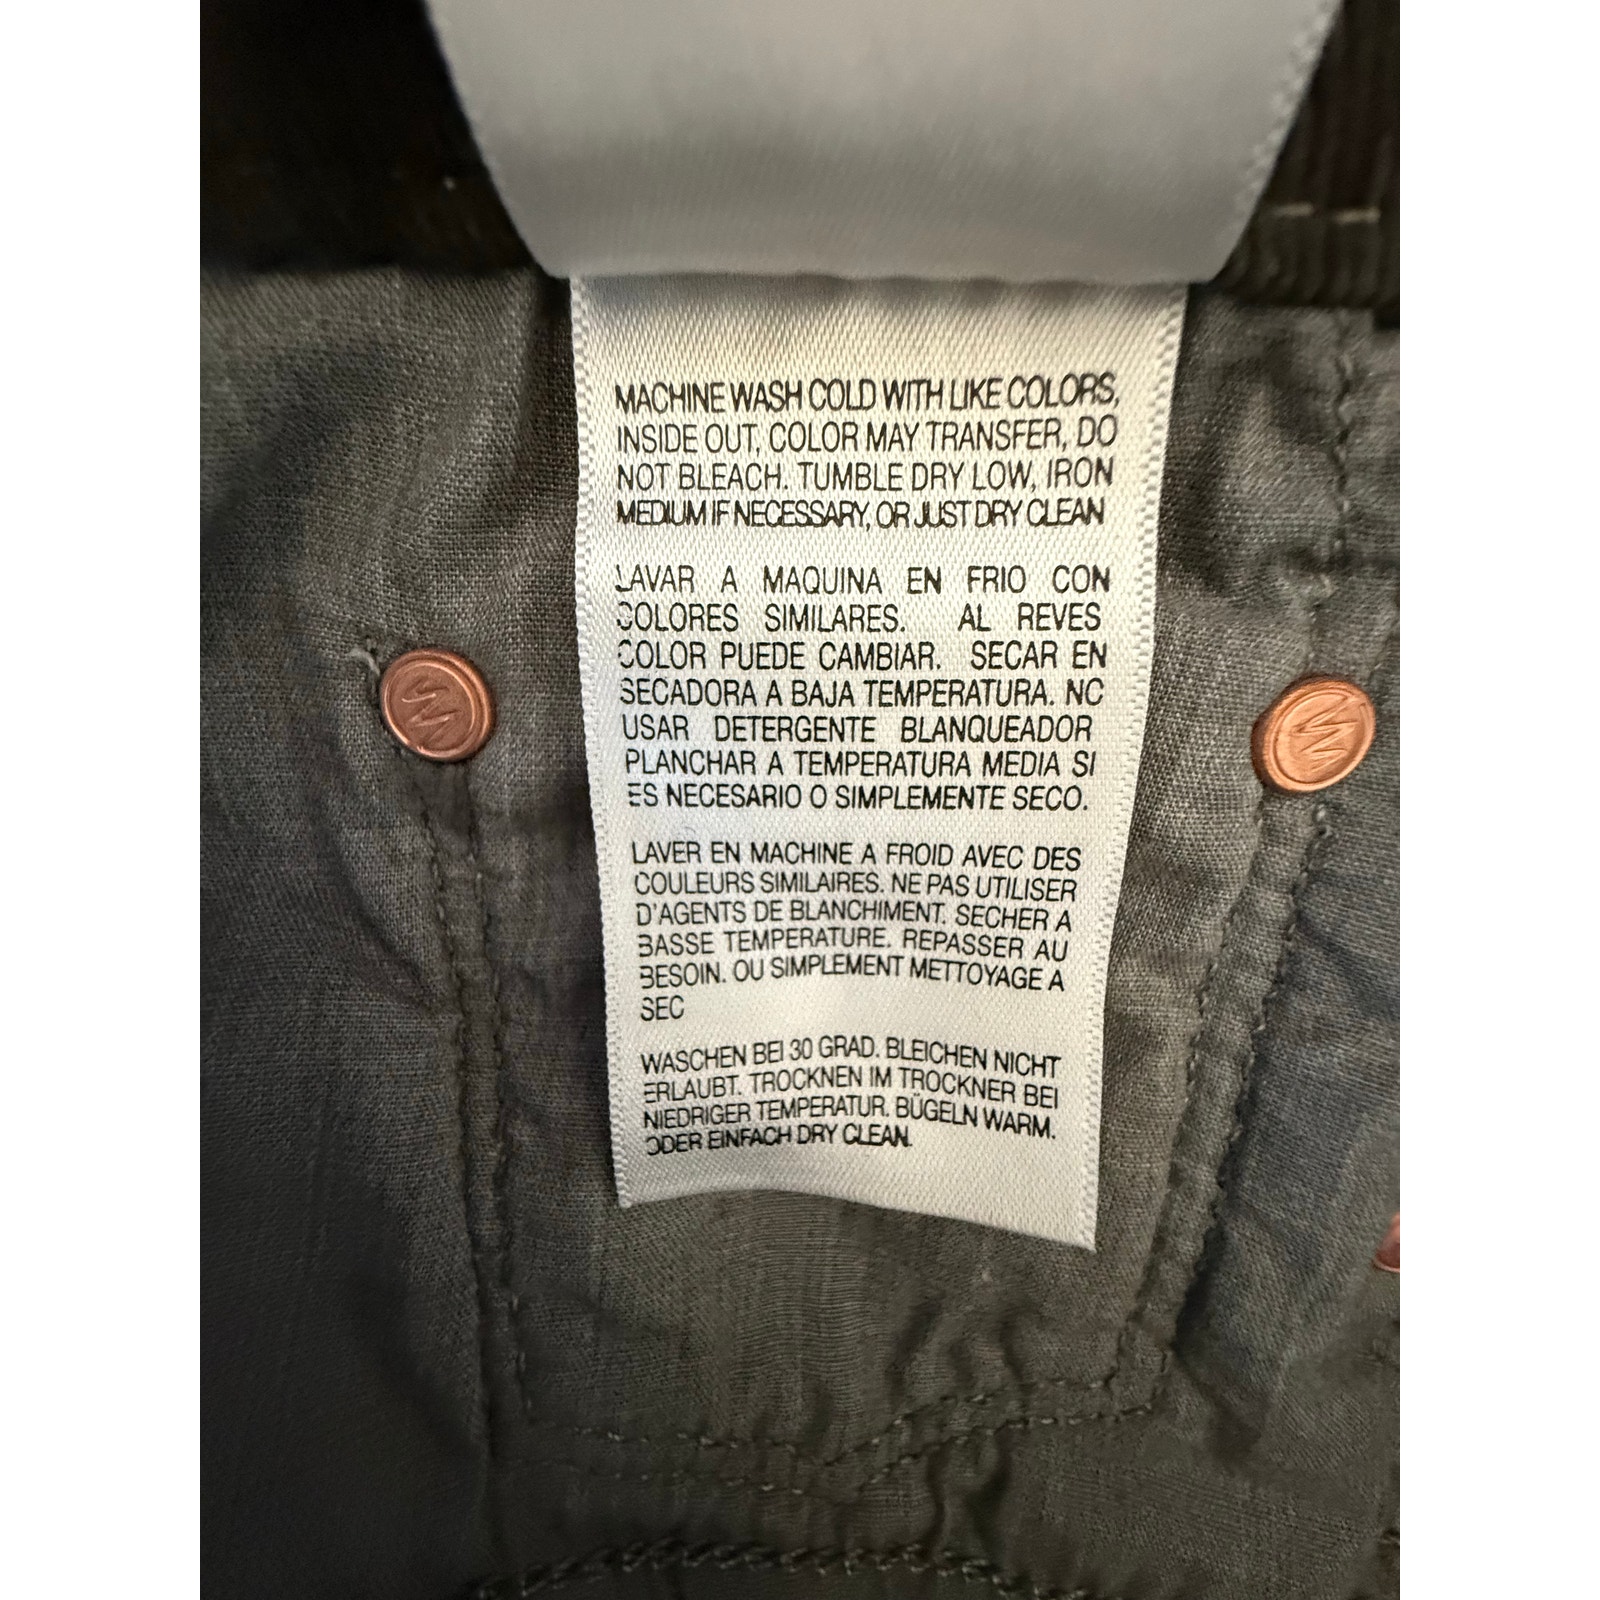 MACHINE WASH COLD WITH LIKE COLORS,
INSIDE OUT, COLOR MAY TRANSFER, DO
NOT BLEACH. TUMBLE DRY LOW, IRON
MEDIUM IF NECESSARY, OR JUST DRY CLEAN
LAVAR A MAQUINA EN FRIO CON
COLORES SIMILARES. AL REVES
COLOR PUEDE CAMBIAR. SECAR EN
SECADORA A BAJA TEMPERATURA. NO
USAR DETERGENTE BLANQUEADOR
PLANCHAR A TEMPERATURA MEDIA SI
ES NECESARIO O SIMPLEMENTE SECO.
LAVER EN MACHINE A FROID AVEC DES
COULEURS SIMILAIRES. NE PAS UTILISER
D'AGENTS DE BLANCHIMENT. SECHER A
BASSE TEMPERATURE. REPASSER AU
BESOIN. OU SIMPLEMENT METTOYAGE A
SEC
WASCHEN BEI 30 GRAD. BLEICHEN NICHT
ERLAUBT. TROCKNEN IM TROCKNER BEI
NIEDRIGER TEMPERATUR. BÜGELN WARM.
ODER EINFACH DRY CLEAN.